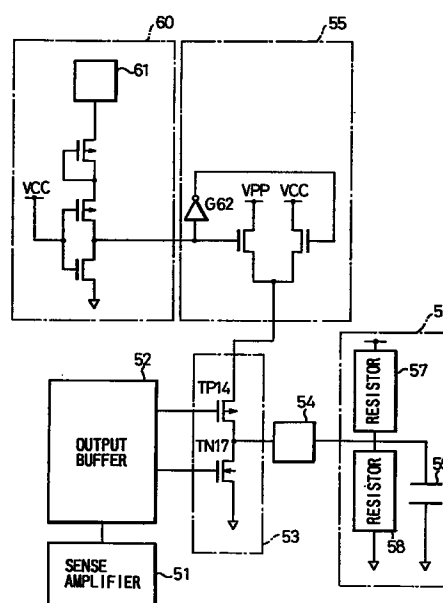 60
55
61
VCC
G62
VPP
VCC
52
OUTPUT
BUFFER
TP14
TN17
53
54
57
RESISTOR
RESISTOR
58
SENSE
AMPLIFIER
51